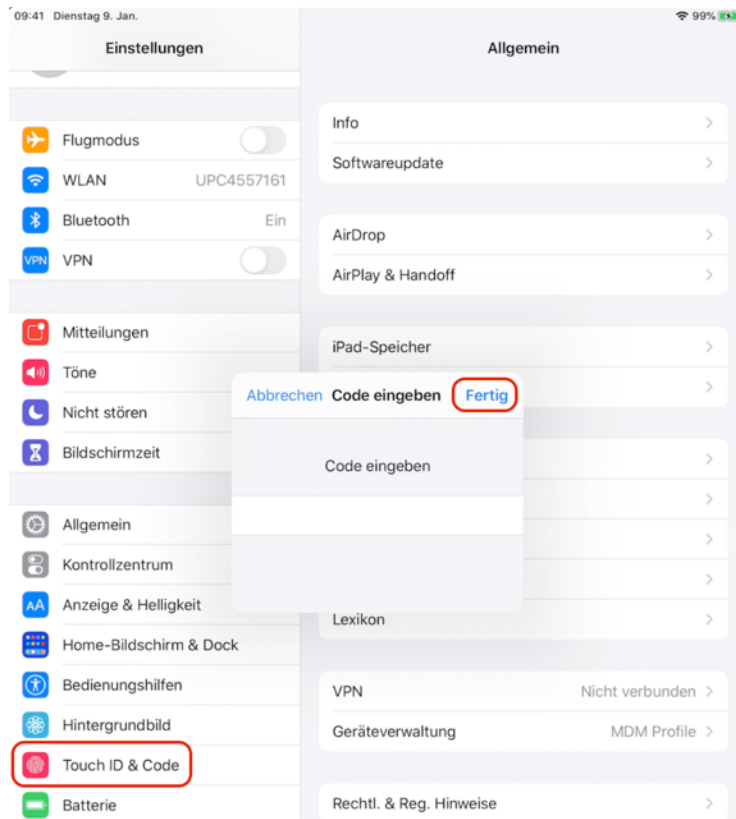 09:41 Dienstag 9. Jan.
99%
Einstellungen
Flugmodus
WLAN UPC4557161
Bluetooth Ein
VPN VPN
Mitteilungen
Töne
Nicht stören
Bildschirmzeit
Allgemein
Kontrollzentrum
AA Anzeige & Helligkeit
Home-Bildschirm & Dock
Bedienungshilfen
Hintergrundbild
Touch ID & Code
Batterie
Allgemein
Info
Softwareupdate
AirDrop
AirPlay & Handoff
iPad-Speicher
Lexikon
VPN Nicht verbunden
Geräteverwaltung MDM Profile
Rechtl. & Reg. Hinweise
Abbrechen Code eingeben Fertig
Code eingeben